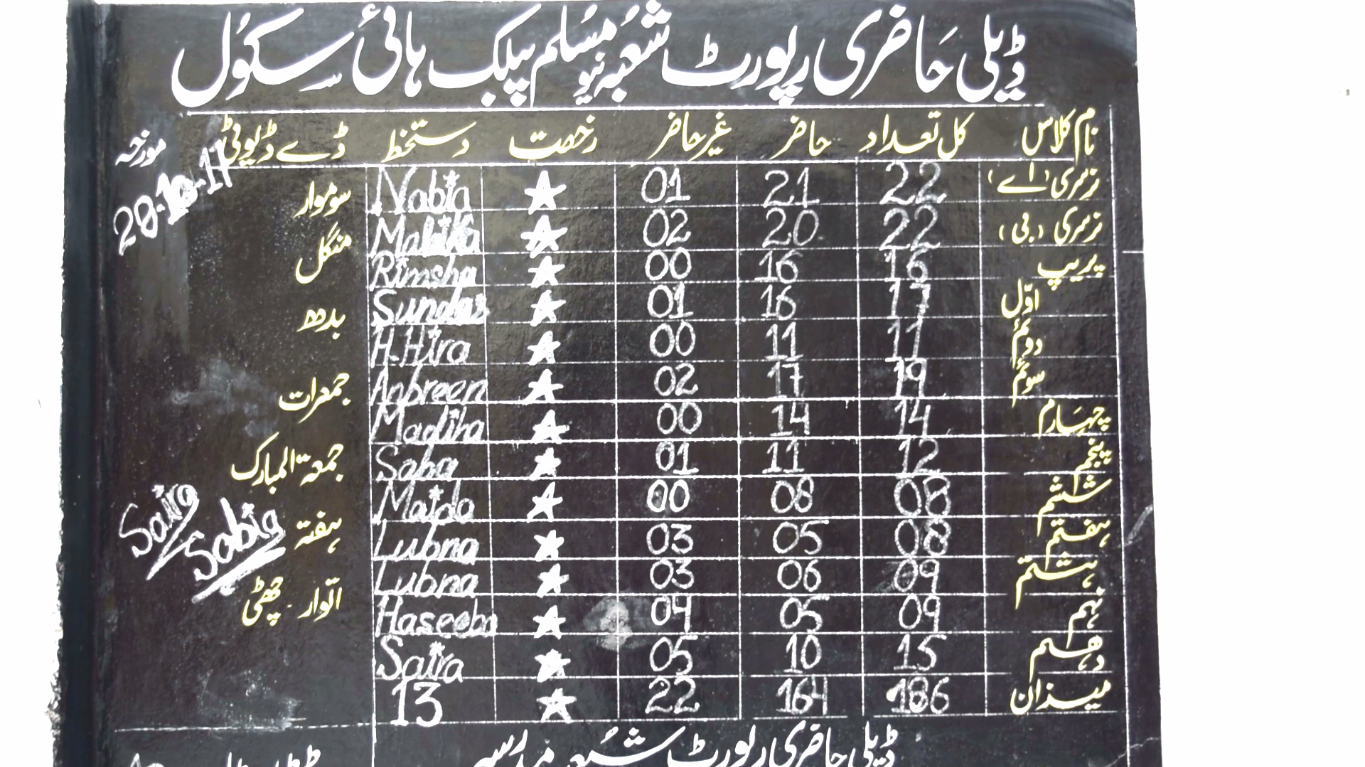 ڈیلی حاضری رپورٹ شعبہ نیو مسلم پبلک ہائی سکول
نام کلاس کل تعداد حاضر غیر حاضر رخصت دستخط ڈے ڈیوٹی مورخہ
20-10-17
نرسری (اے) 22 21 01 ★ Nabia سوموار
نرسری (بی) 22 20 02 ★ Malika منگل
پریپ 16 16 00 ★ Rimsha
اوّل 17 16 01 ★ Sundas بدھ
دوئم 11 11 00 ★ H.Hira
سوئم 19 17 02 ★ Anbreen جمعرات
چہارم 14 14 00 ★ Madiha
پنجم 12 11 01 ★ Saba جمعۃ المبارک
ششم 08 08 00 ★ Maida Saira
ہفتم 08 05 03 ★ Lubna ہفتہ Sabia
ہشتم 09 06 03 ★ Lubna
نہم 09 05 04 ★ Haseeba اتوار - چھٹی
دہم 15 10 05 ★ Saira
میزان 186 164 22 ★ 13
ڈیلی حاضری رپورٹ شعبہ مدرسہ